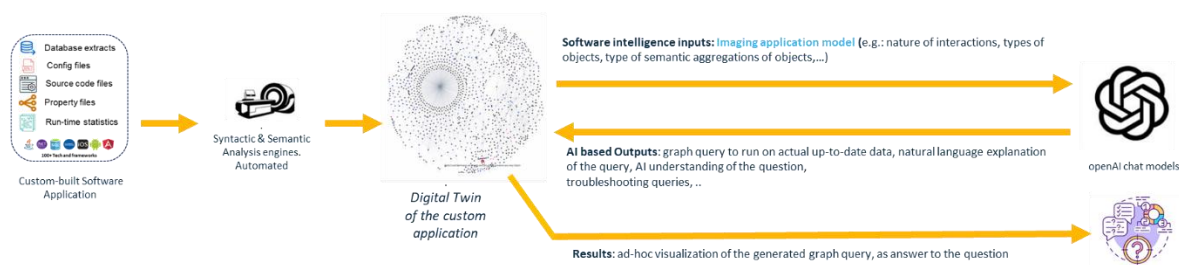 Database extracts
Config files
Source code files
Property files
Run-time statistics
iOS
100+ Tech and frameworks
Custom-built Software
Application
Syntactic & Semantic
Analysis engines.
Automated
Digital Twin
of the custom
application
Software intelligence inputs: Imaging application model (e.g.: nature of interactions, types of
objects, type of semantic aggregations of objects,...)
AI based Outputs: graph query to run on actual up-to-date data, natural language explanation
of the query, AI understanding of the question,
troubleshooting queries, ..
openAI chat models
Results: ad-hoc visualization of the generated graph query, as answer to the question